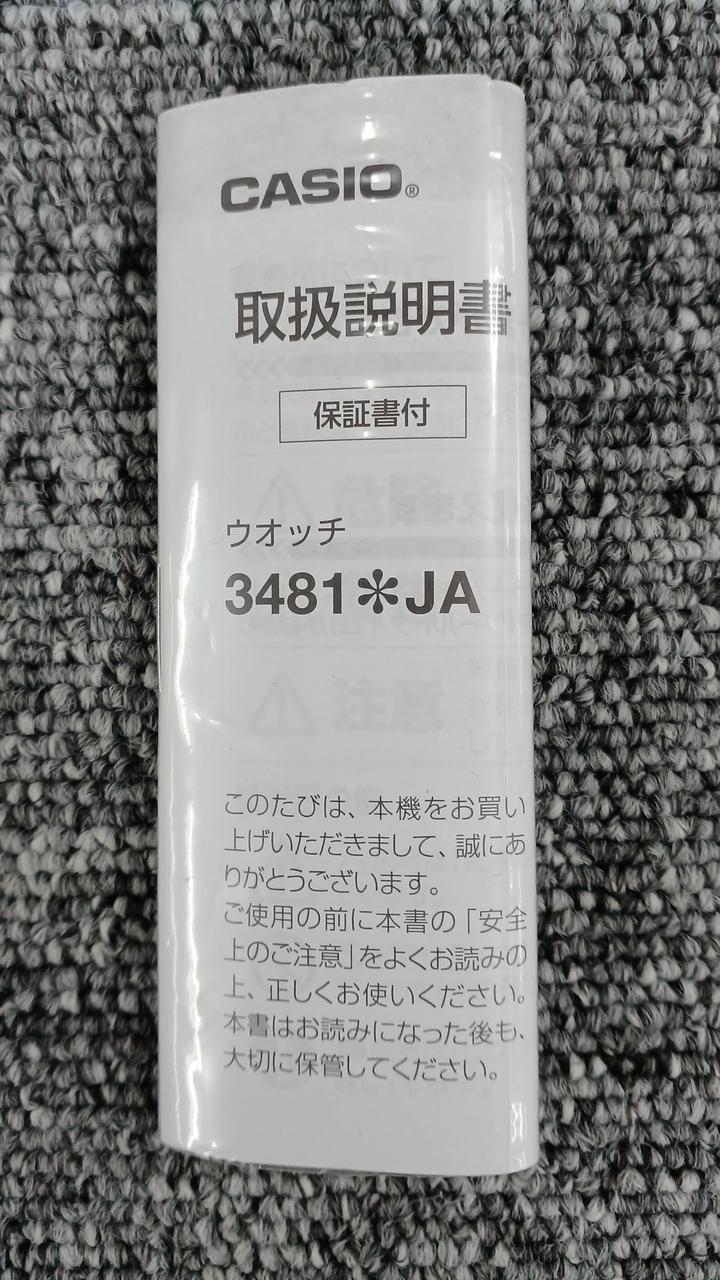 CASIO®
取扱説明書
保証書付
ウオッチ
3481✻JA
このたびは、本機をお買い
上げいただきまして、誠にあ
りがとうございます。
ご使用の前に本書の「安全
上のご注意」をよくお読みの
上、正しくお使いください。
本書はお読みになった後も、
大切に保管してください。